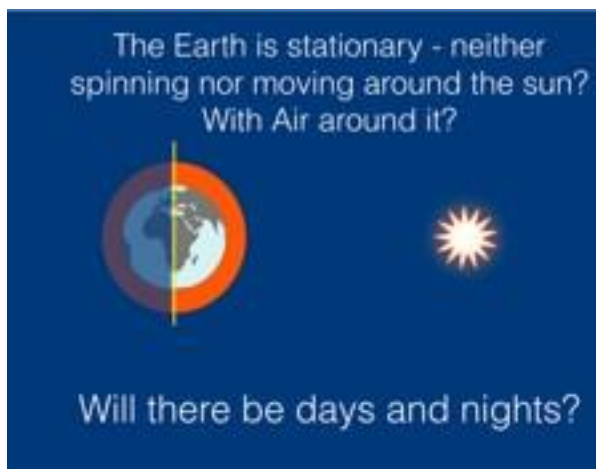 The Earth is stationary - neither
spinning nor moving around the sun?
With Air around it?
Will there be days and nights?